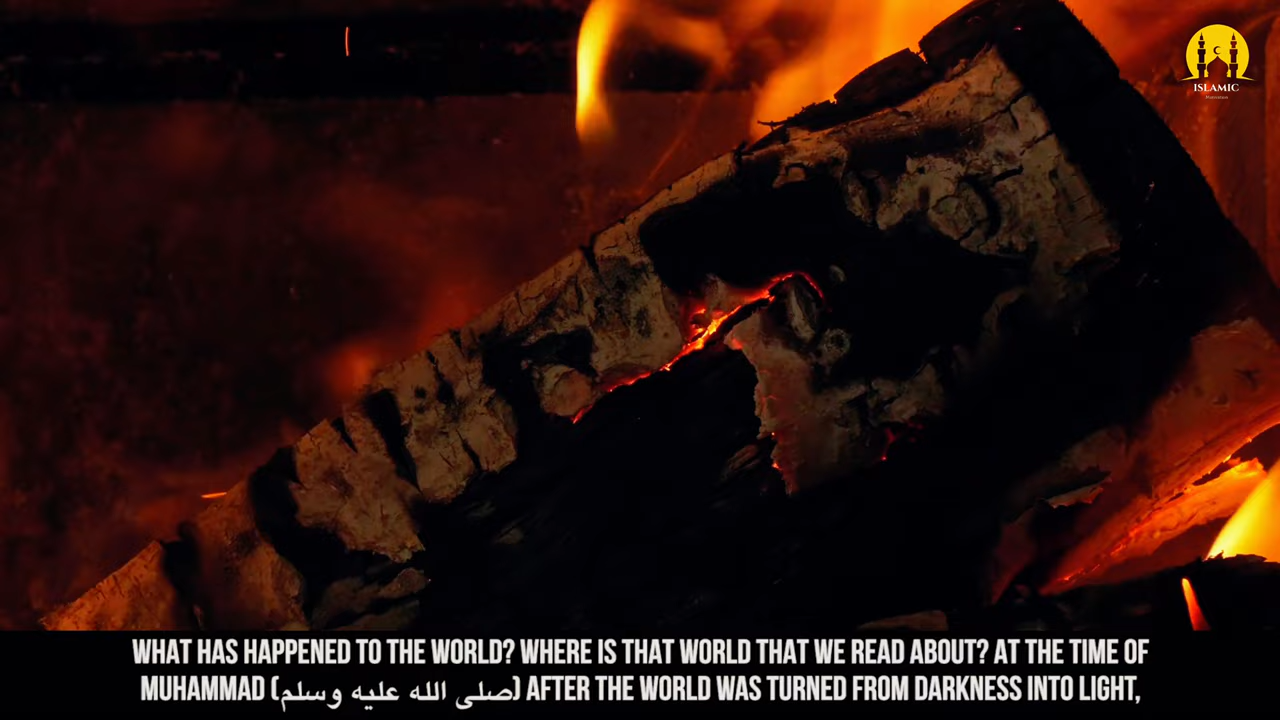 ISLAMIC
WHAT HAS HAPPENED TO THE WORLD? WHERE IS THAT WORLD THAT WE READ ABOUT? AT THE TIME OF
MUHAMMAD (صلى الله عليه وسلم) AFTER THE WORLD WAS TURNED FROM DARKNESS INTO LIGHT,